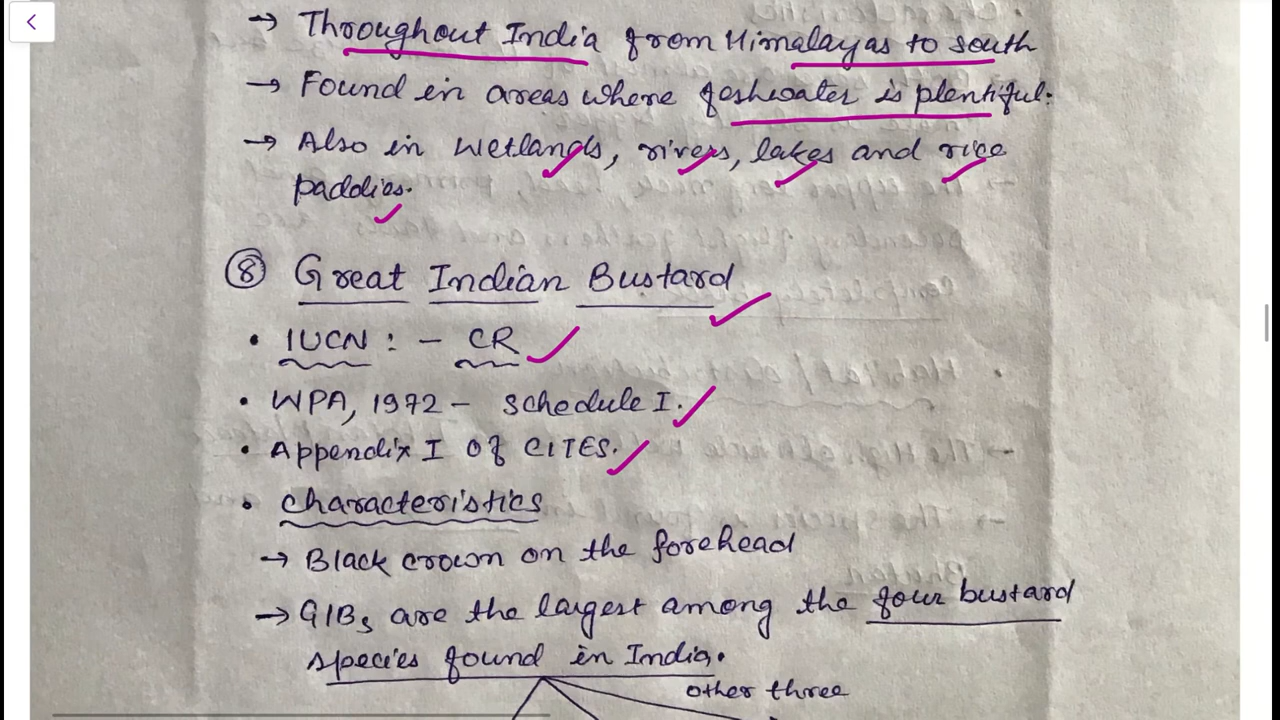 → Throughout India from Himalayas to south
→ Found in areas where freshwater is plentiful.
→ Also in wetlands, rivers, lakes and rice
paddies.
⑧ Great Indian Bustard
• IUCN : - CR
• WPA, 1972 - Schedule I.
• Appendix I of CITES.
• characteristics
→ Black crown on the forehead
→ GIBs are the largest among the four bustard
species found in India.
other three